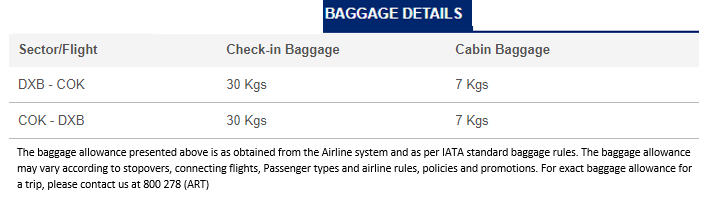 BAGGAGE DETAILS
Sector/Flight Check-in Baggage Cabin Baggage
DXB - COK 30 Kgs 7 Kgs
COK - DXB 30 Kgs 7 Kgs
The baggage allowance presented above is as obtained from the Airline system and as per IATA standard baggage rules. The baggage allowance
may vary according to stopovers, connecting flights, Passenger types and airline rules, policies and promotions. For exact baggage allowance for
a trip, please contact us at 800 278 (ART)